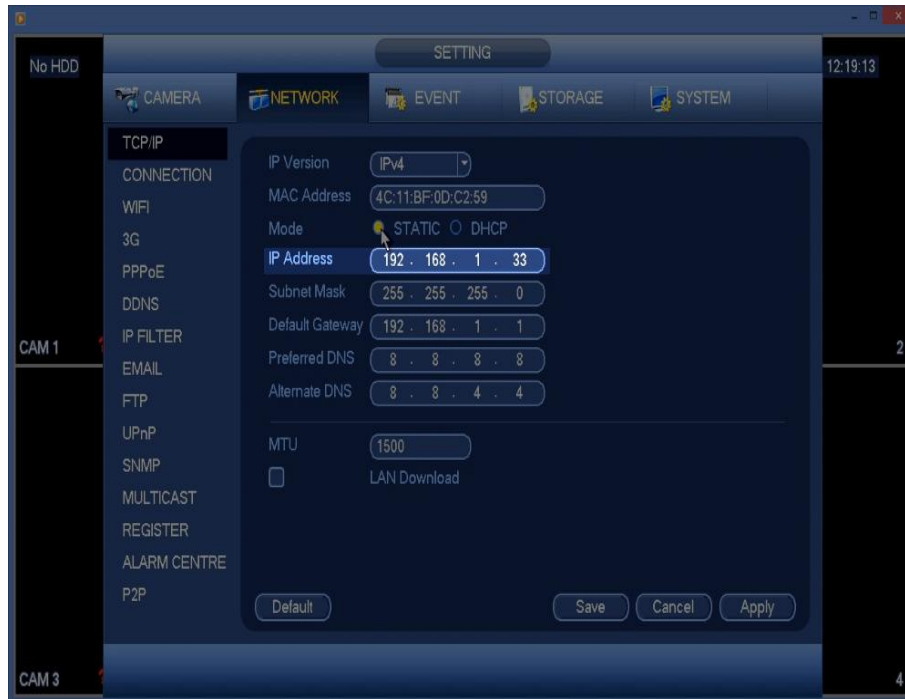 SETTING
No HDD
12:19:13
CAMERA NETWORK EVENT STORAGE SYSTEM
TCP/IP
CONNECTION
WIFI
3G
PPPoE
DDNS
IP FILTER
EMAIL
FTP
UPnP
SNMP
MULTICAST
REGISTER
ALARM CENTRE
P2P
IP Version IPv4
MAC Address 4C:11:BF:0D:C2:59
Mode STATIC DHCP
IP Address 192 . 168 . 1 . 33
Subnet Mask 255 . 255 . 255 . 0
Default Gateway 192 . 168 . 1 . 1
Preferred DNS 8 . 8 . 8 . 8
Alternate DNS 8 . 8 . 4 . 4
MTU 1500
LAN Download
Default Save Cancel Apply
CAM 1
2
CAM 3
4